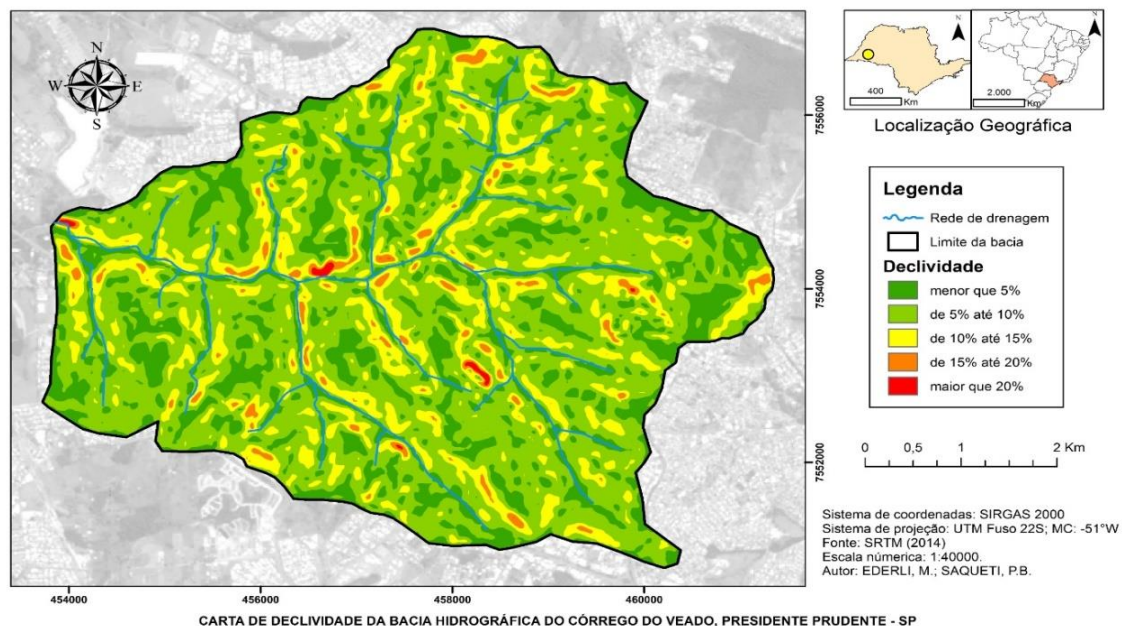 N
W E
S
454000
456000
458000
460000
7556000
7554000
7552000
N
400
Km
N
2.000
Km
Localização Geográfica
Legenda
Rede de drenagem
Limite da bacia
Declividade
menor que 5%
de 5% até 10%
de 10% até 15%
de 15% até 20%
maior que 20%
0 0,5 1 2 Km
Sistema de coordenadas: SIRGAS 2000
Sistema de projeção: UTM Fuso 22S; MC: -51°W
Fonte: SRTM (2014)
Escala númerica: 1:40000.
Autor: EDERLI, M.; SAQUETI, P.B.
CARTA DE DECLIVIDADE DA BACIA HIDROGRÁFICA DO CÓRREGO DO VEADO, PRESIDENTE PRUDENTE - SP